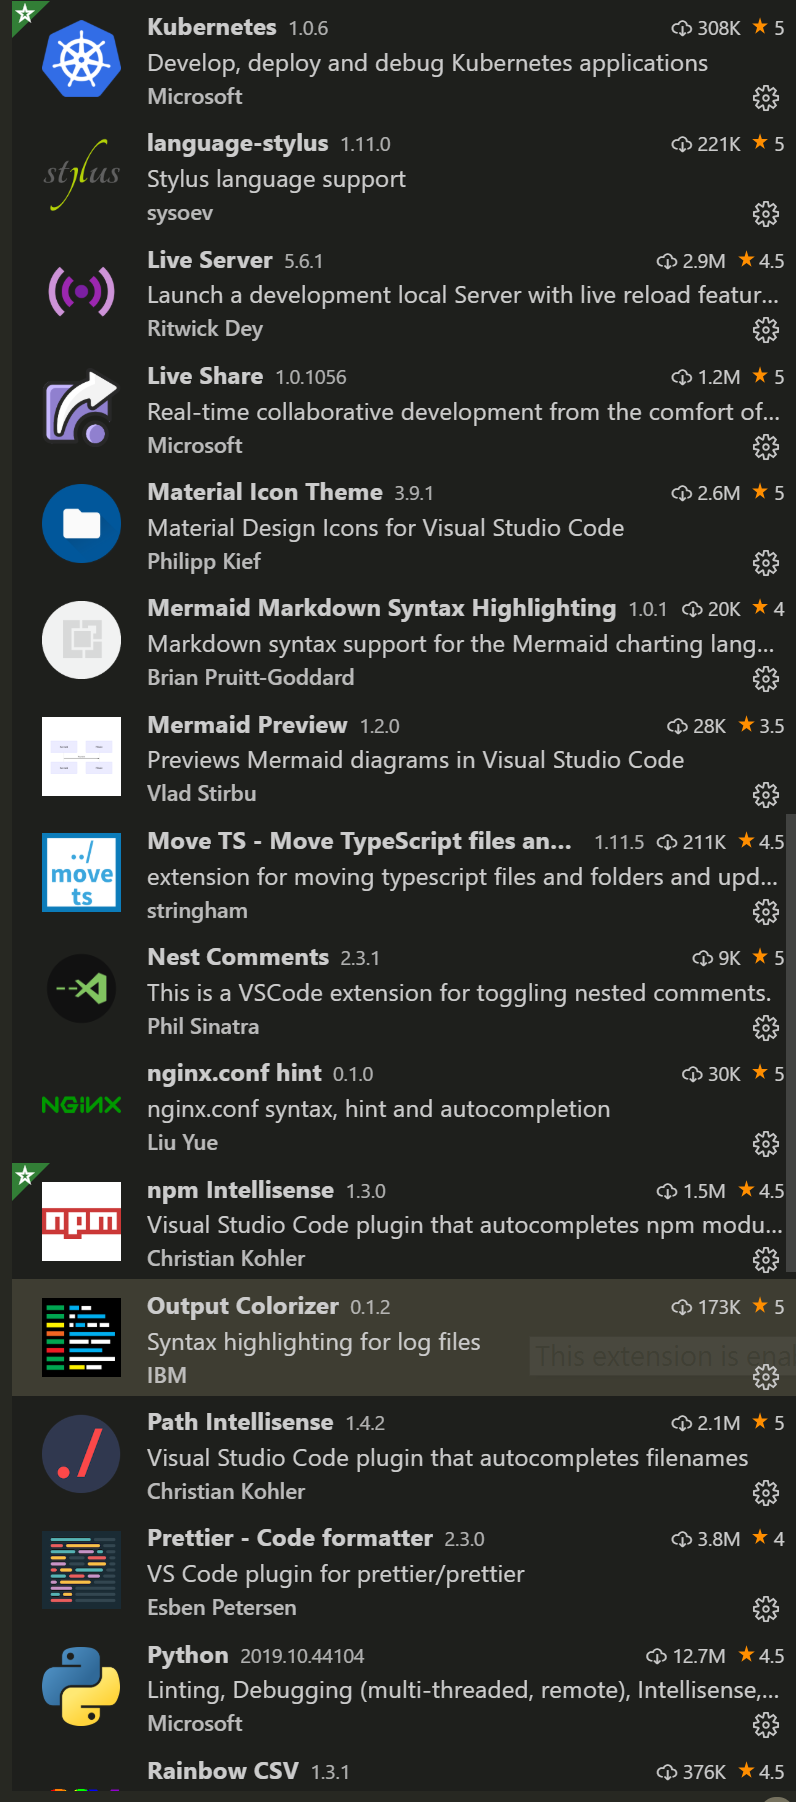 Kubernetes 1.0.6 308K 5
Develop, deploy and debug Kubernetes applications
Microsoft
stylus
language-stylus 1.11.0 221K 5
Stylus language support
sysoev
Live Server 5.6.1 2.9M 4.5
Launch a development local Server with live reload featur...
Ritwick Dey
Live Share 1.0.1056 1.2M 5
Real-time collaborative development from the comfort of...
Microsoft
Material Icon Theme 3.9.1 2.6M 5
Material Design Icons for Visual Studio Code
Philipp Kief
Mermaid Markdown Syntax Highlighting 1.0.1 20K 4
Markdown syntax support for the Mermaid charting lang...
Brian Pruitt-Goddard
Mermaid Preview 1.2.0 28K 3.5
Previews Mermaid diagrams in Visual Studio Code
Vlad Stirbu
../
move
ts
Move TS - Move TypeScript files an... 1.11.5 211K 4.5
extension for moving typescript files and folders and upd...
stringham
Nest Comments 2.3.1 9K 5
This is a VSCode extension for toggling nested comments.
Phil Sinatra
NGINX
nginx.conf hint 0.1.0 30K 5
nginx.conf syntax, hint and autocompletion
Liu Yue
npm
npm Intellisense 1.3.0 1.5M 4.5
Visual Studio Code plugin that autocompletes npm modu...
Christian Kohler
Output Colorizer 0.1.2 173K 5
Syntax highlighting for log files
This extension is ena
IBM
./
Path Intellisense 1.4.2 2.1M 5
Visual Studio Code plugin that autocompletes filenames
Christian Kohler
Prettier - Code formatter 2.3.0 3.8M 4
VS Code plugin for prettier/prettier
Esben Petersen
Python 2019.10.44104 12.7M 4.5
Linting, Debugging (multi-threaded, remote), Intellisense,...
Microsoft
Rainbow CSV 1.3.1 376K 4.5